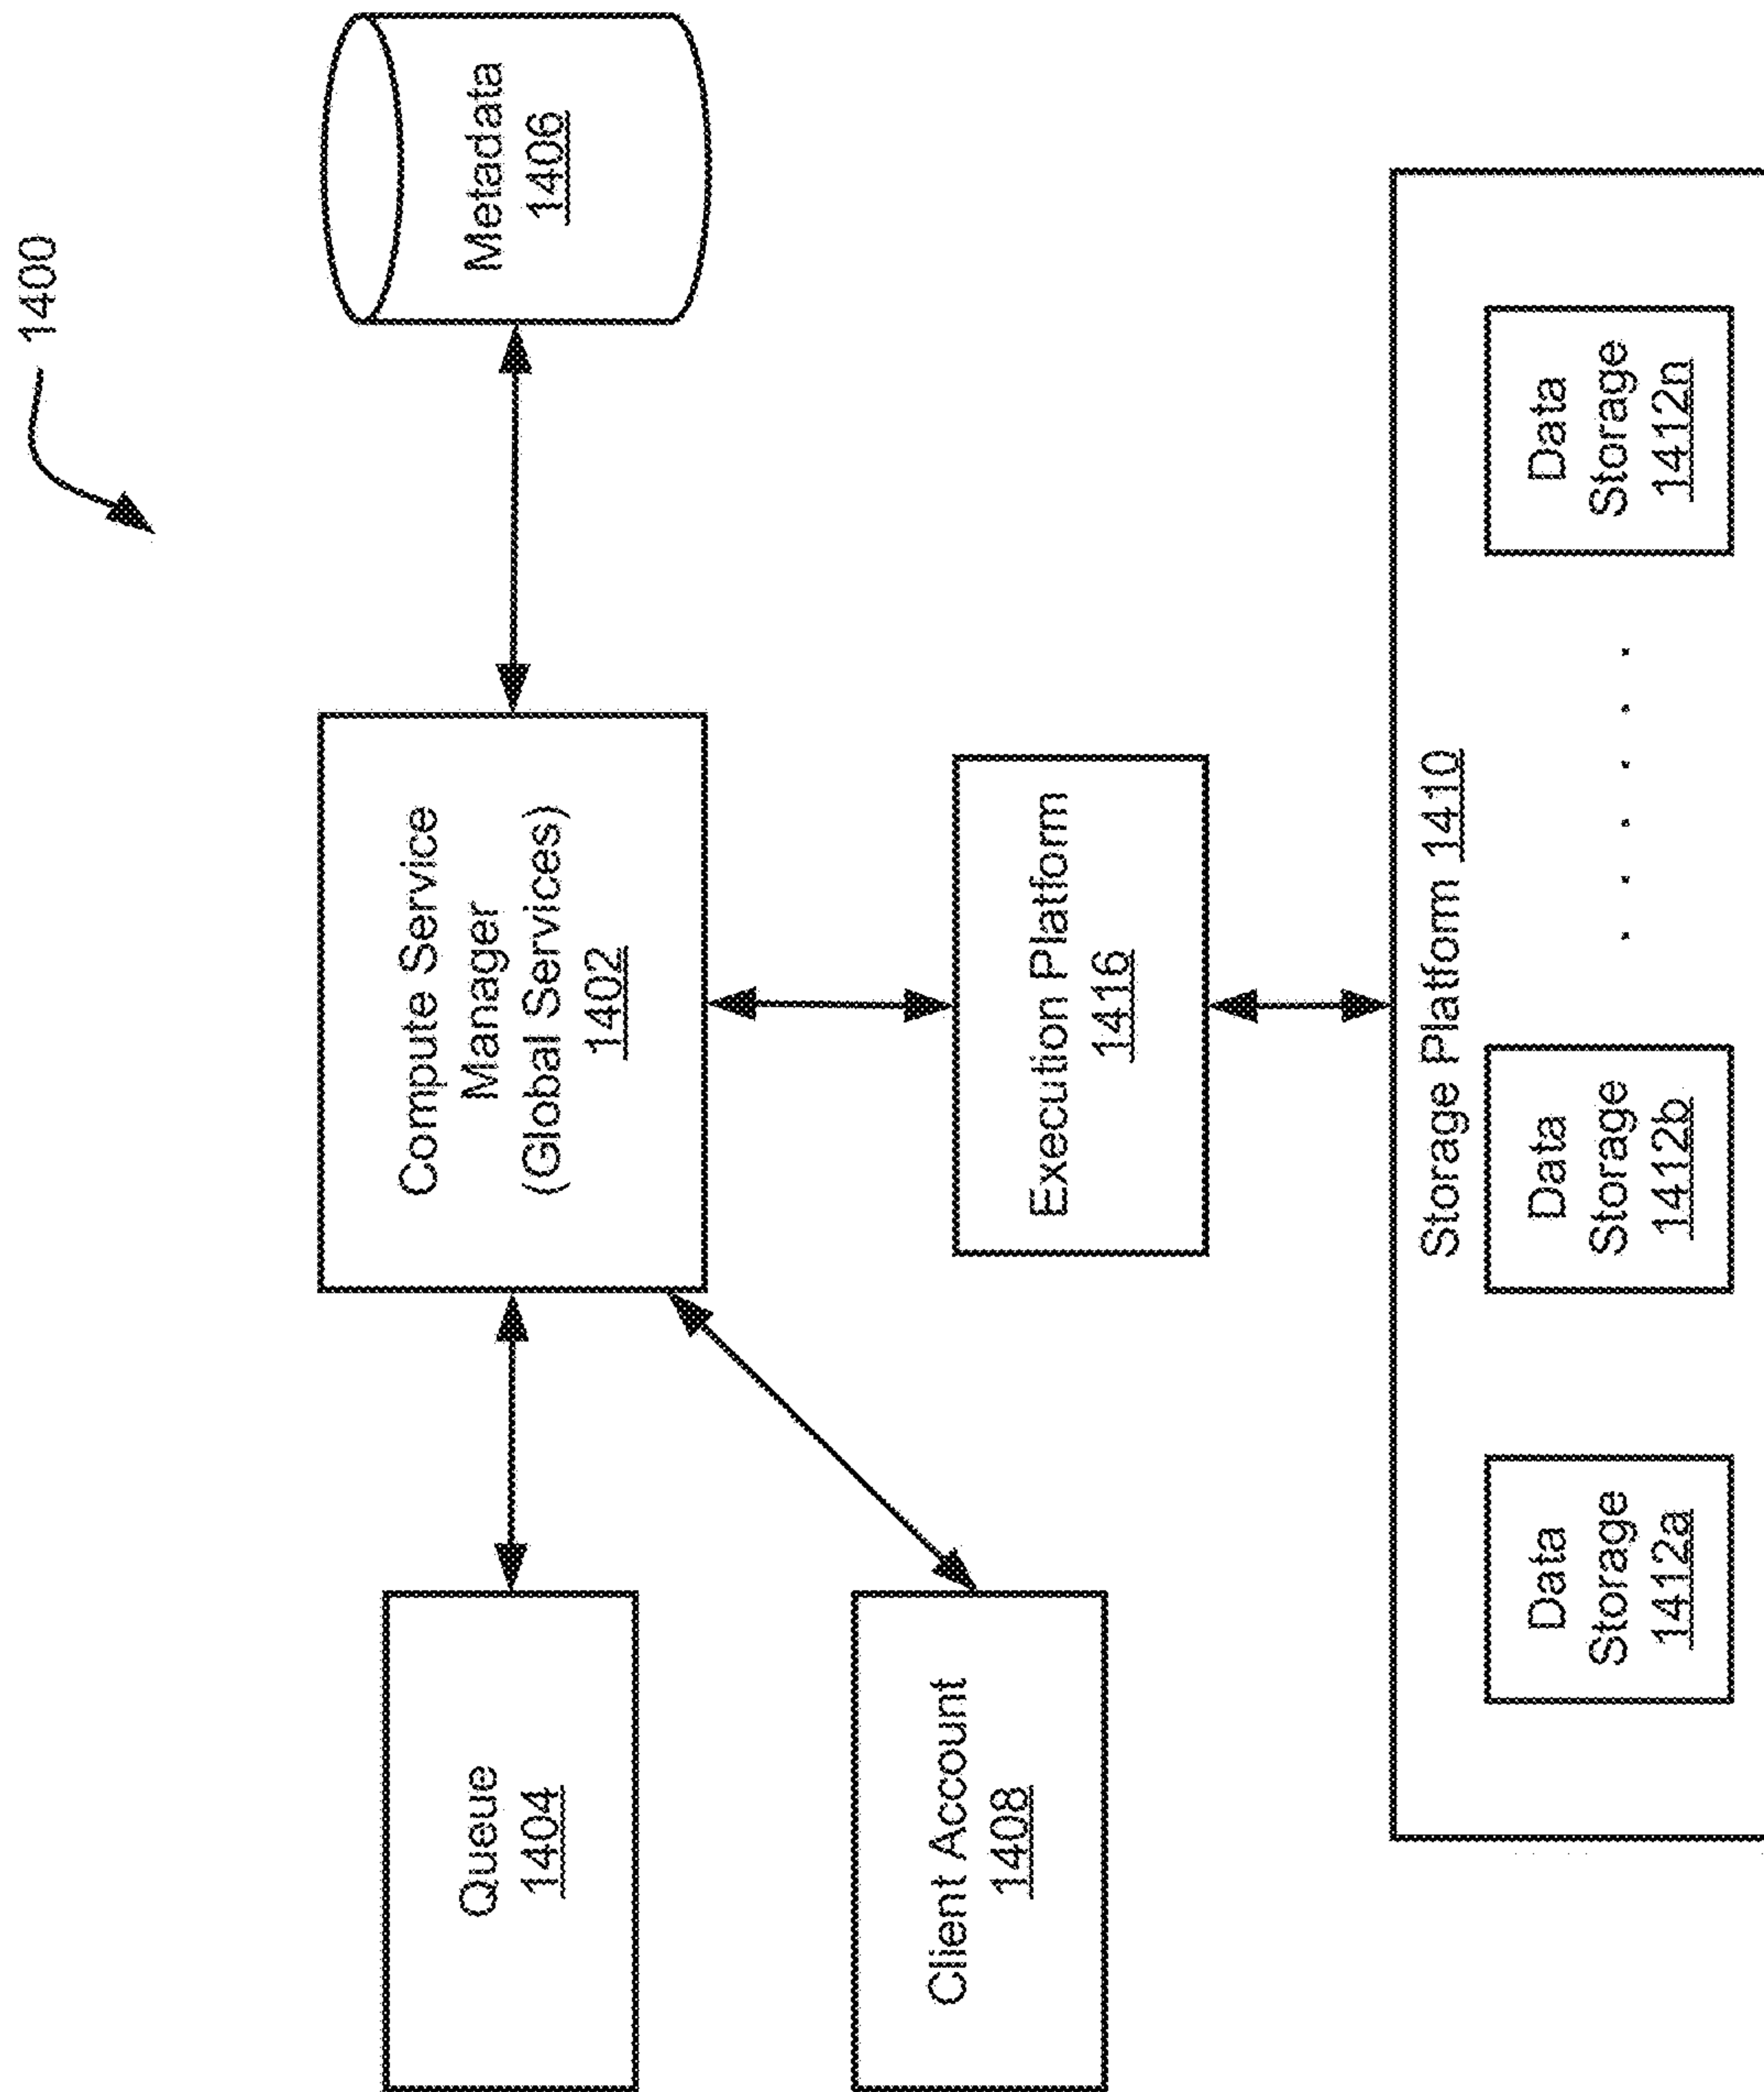 1400
Queue
1404
Compute Service
Manager
(Global Services)
1402
Metadata
1406
Client Account
1408
Execution Platform
1416
Storage Platform 1410
Data
Storage
1412a
Data
Storage
1412b
Data
Storage
1412n